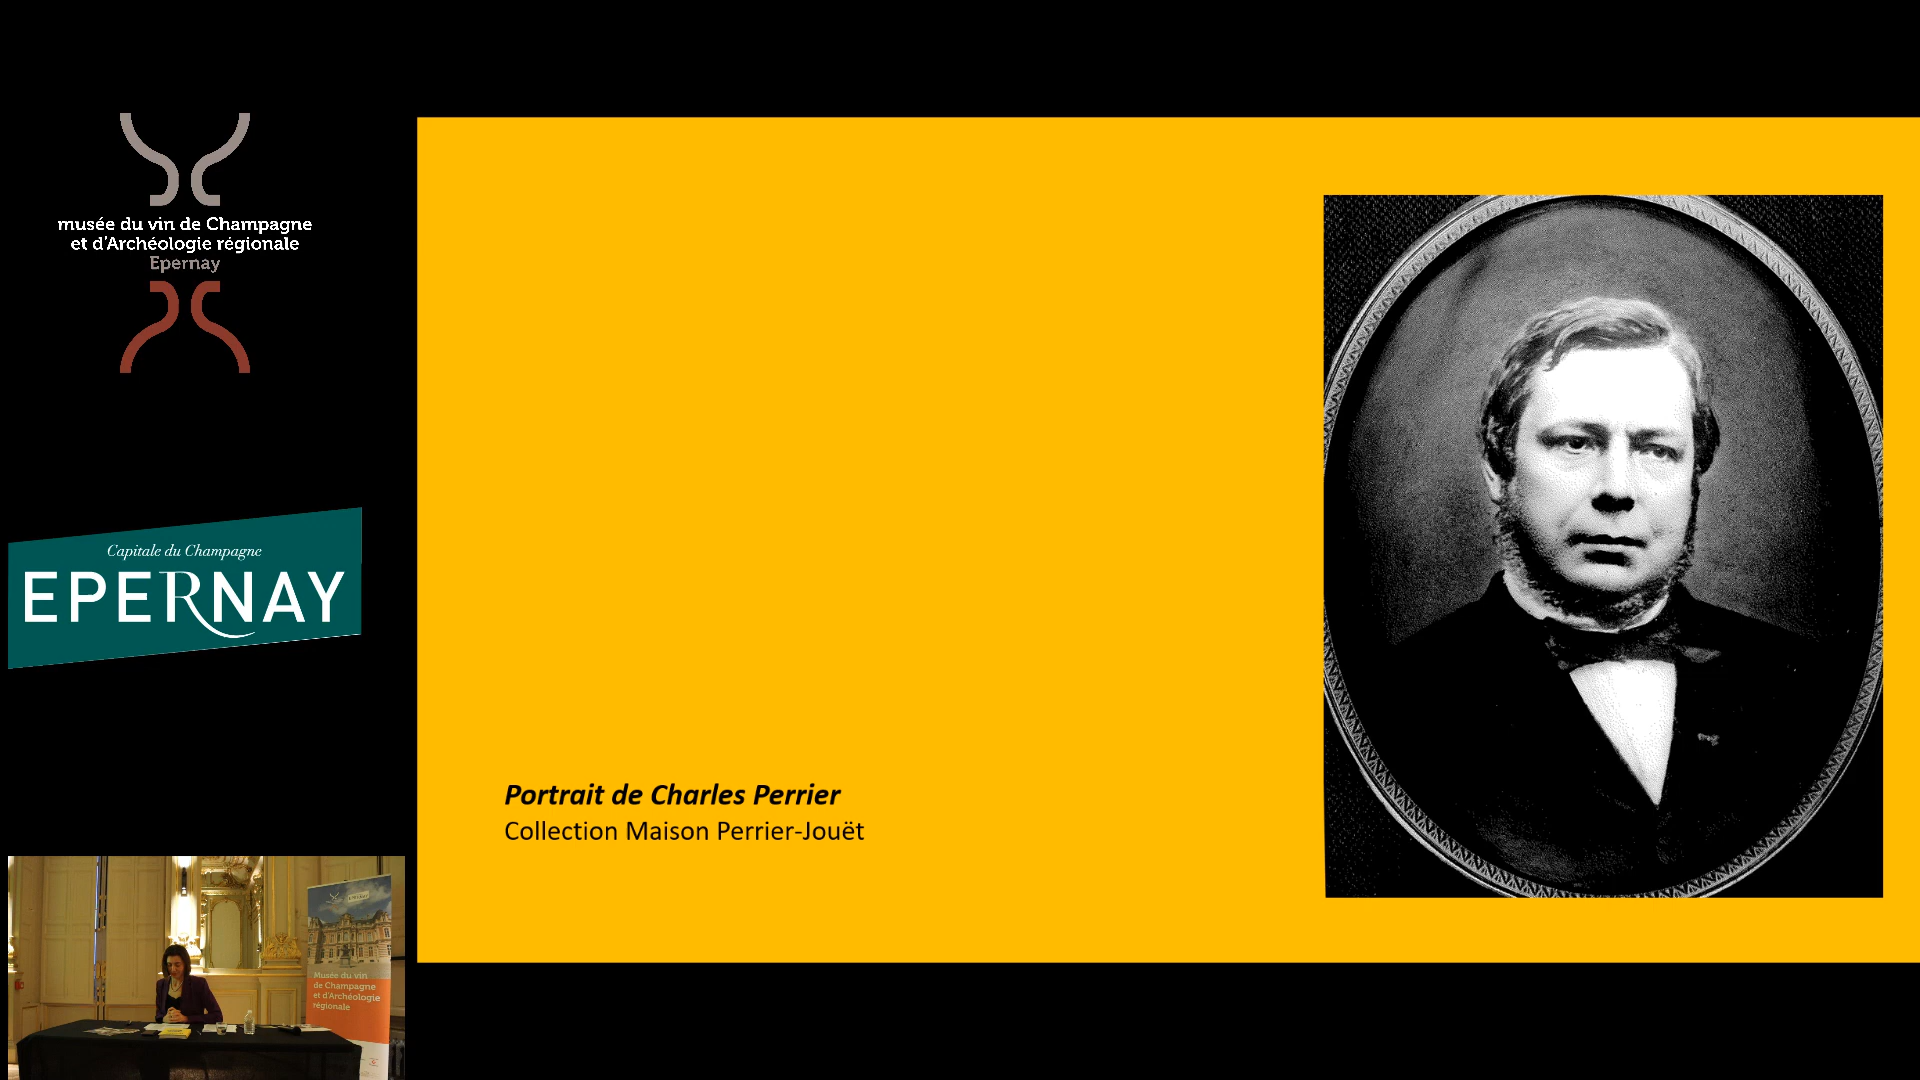 musée du vin de Champagne
et d'Archéologie régionale
Epernay
Capitale du Champagne
EPERNAY
Portrait de Charles Perrier
Collection Maison Perrier-Jouët
Musée du vin
de Champagne
et d'Archéologie
régionale